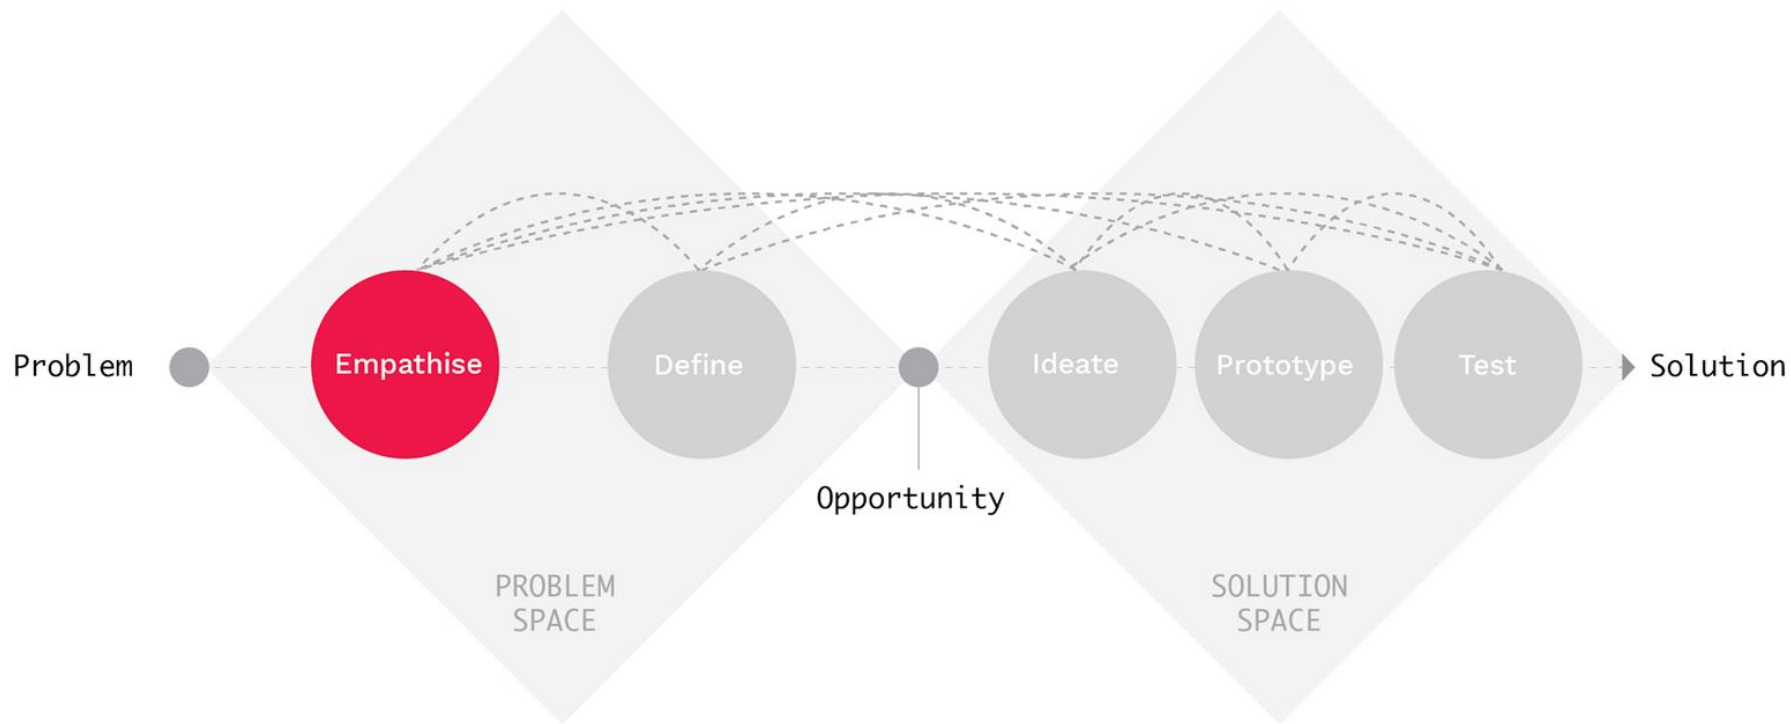 Problem
Empathise
Define
Ideate
Prototype
Test
Solution
Opportunity
PROBLEM
SPACE
SOLUTION
SPACE